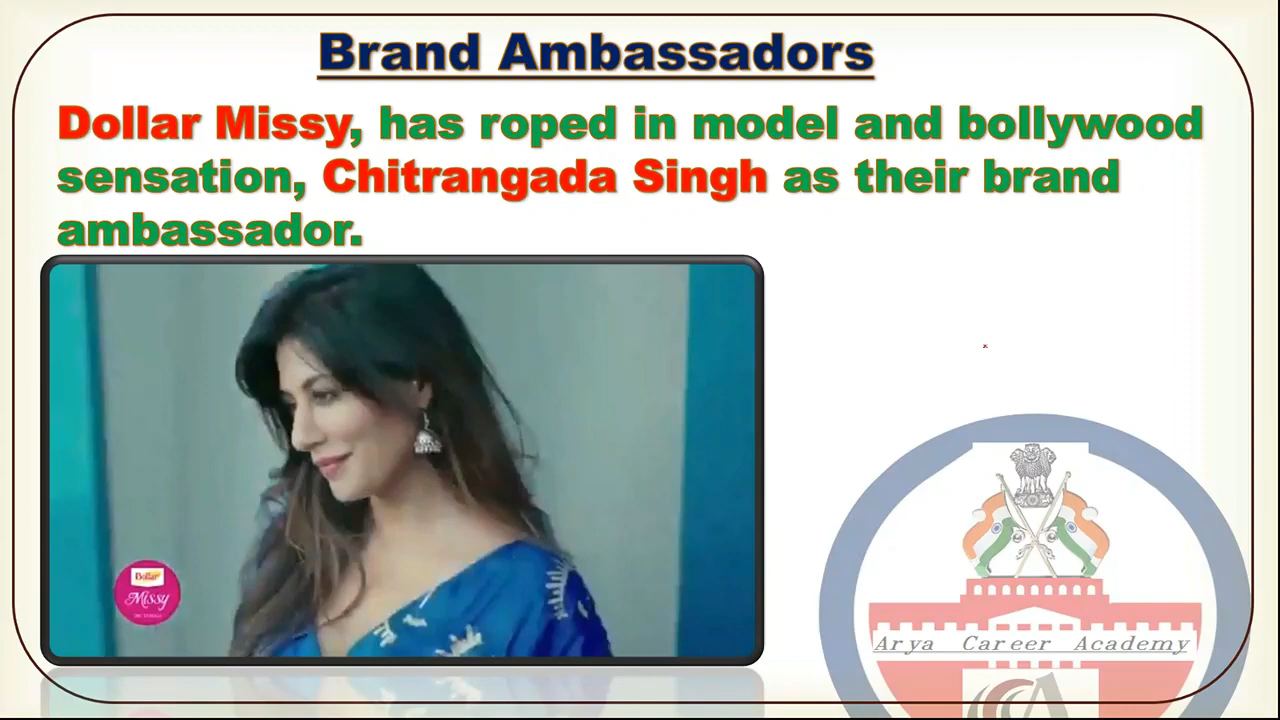 Brand Ambassadors
Dollar Missy, has roped in model and bollywood
sensation, Chitrangada Singh as their brand
ambassador.
Dollar
Missy
Arya Career Academy